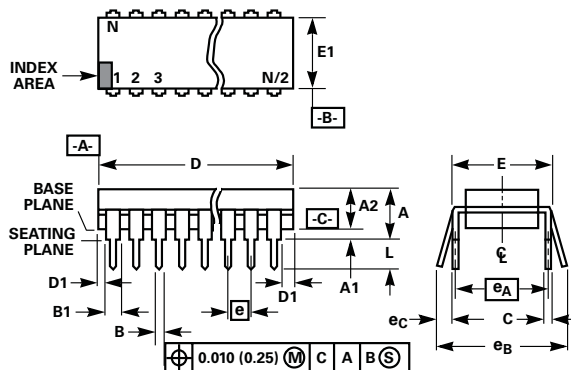 N
E1
INDEX
AREA
1 2 3 N/2
-B-
-A-
D
E
BASE
PLANE
A2
A
-C-
SEATING
PLANE
L
D1
B1
A1
D1
e
B
C
L
eA
eC
C
eB
0.010 (0.25) M C A B S